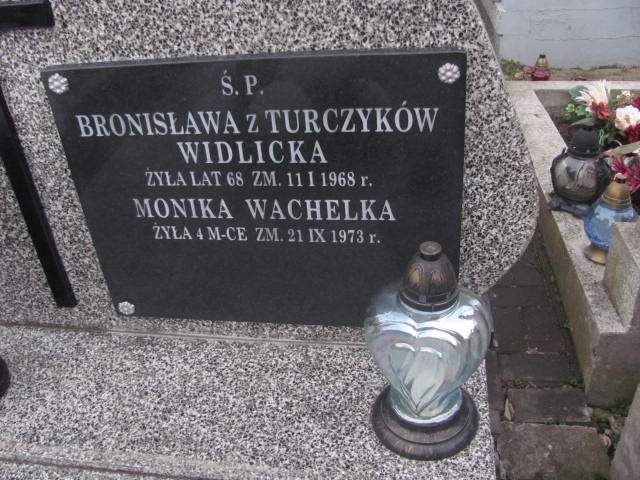 Ś. P.
BRONISŁAWA z TURCZYKÓW
WIDLICKA
ŻYŁA LAT 68 ZM. 11 I 1968 r.
MONIKA WACHELKA
ŻYŁA 4 M-CE ZM. 21 IX 1973 r.